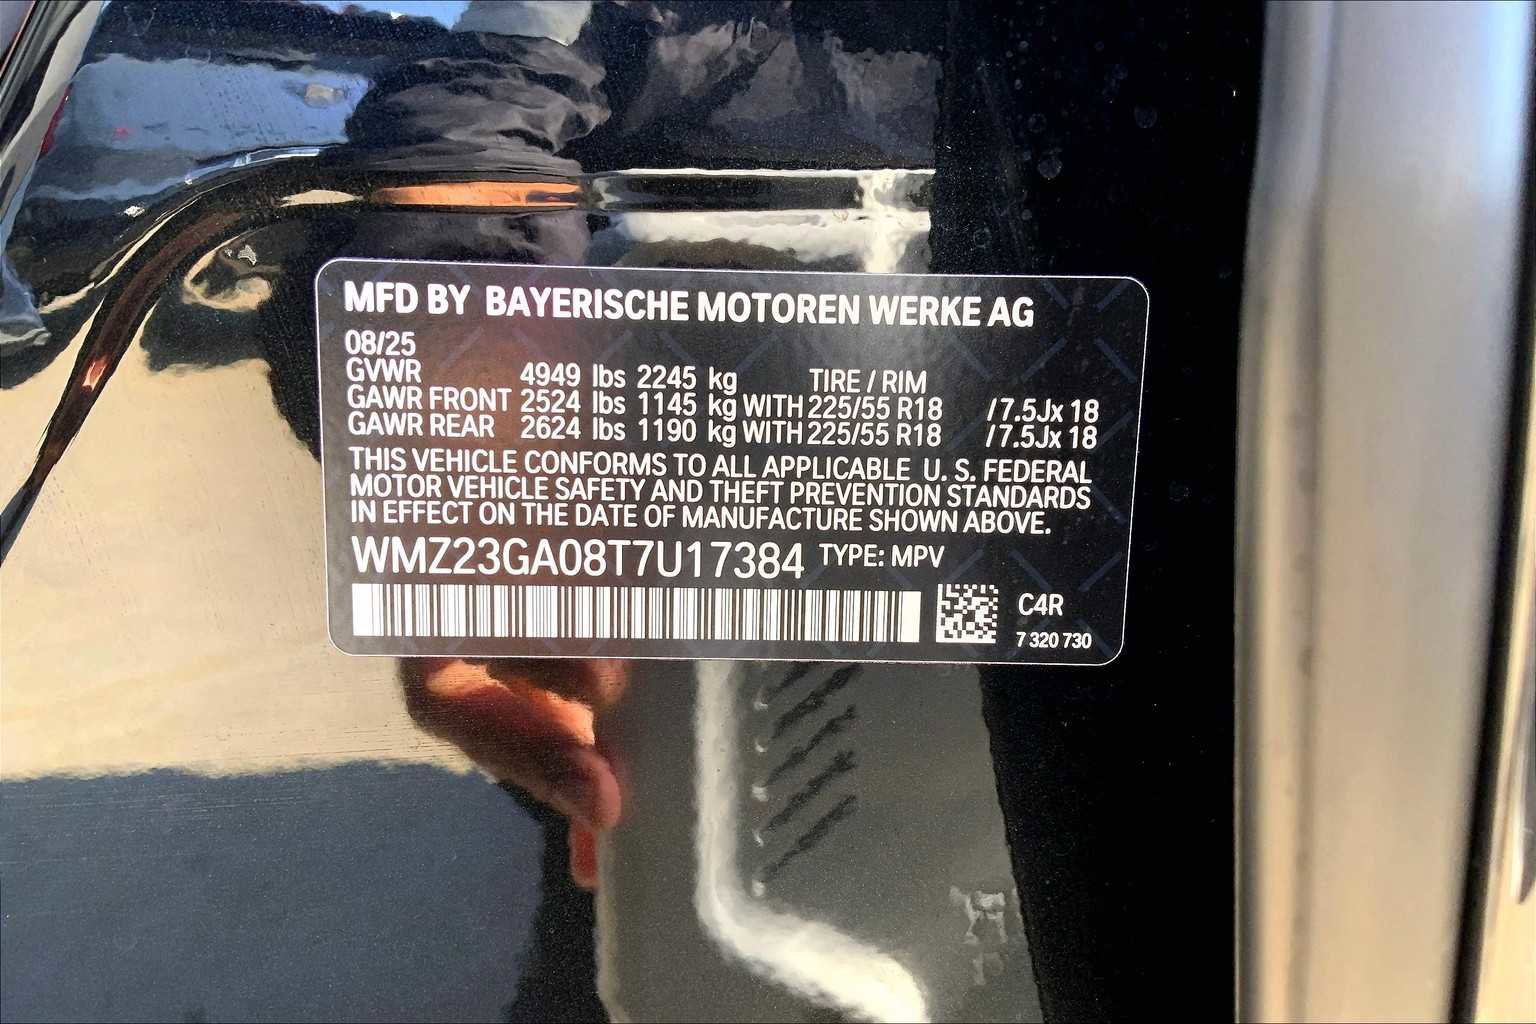 MFD BY BAYERISCHE MOTOREN WERKE AG
08/25
GVWR 4949 lbs 2245 kg TIRE / RIM
GAWR FRONT 2524 lbs 1145 kg WITH 225/55 R18 / 7.5Jx 18
GAWR REAR 2624 lbs 1190 kg WITH 225/55 R18 / 7.5Jx 18
THIS VEHICLE CONFORMS TO ALL APPLICABLE U. S. FEDERAL
MOTOR VEHICLE SAFETY AND THEFT PREVENTION STANDARDS
IN EFFECT ON THE DATE OF MANUFACTURE SHOWN ABOVE.
WMZ23GA08T7U17384 TYPE: MPV
C4R
7 320 730